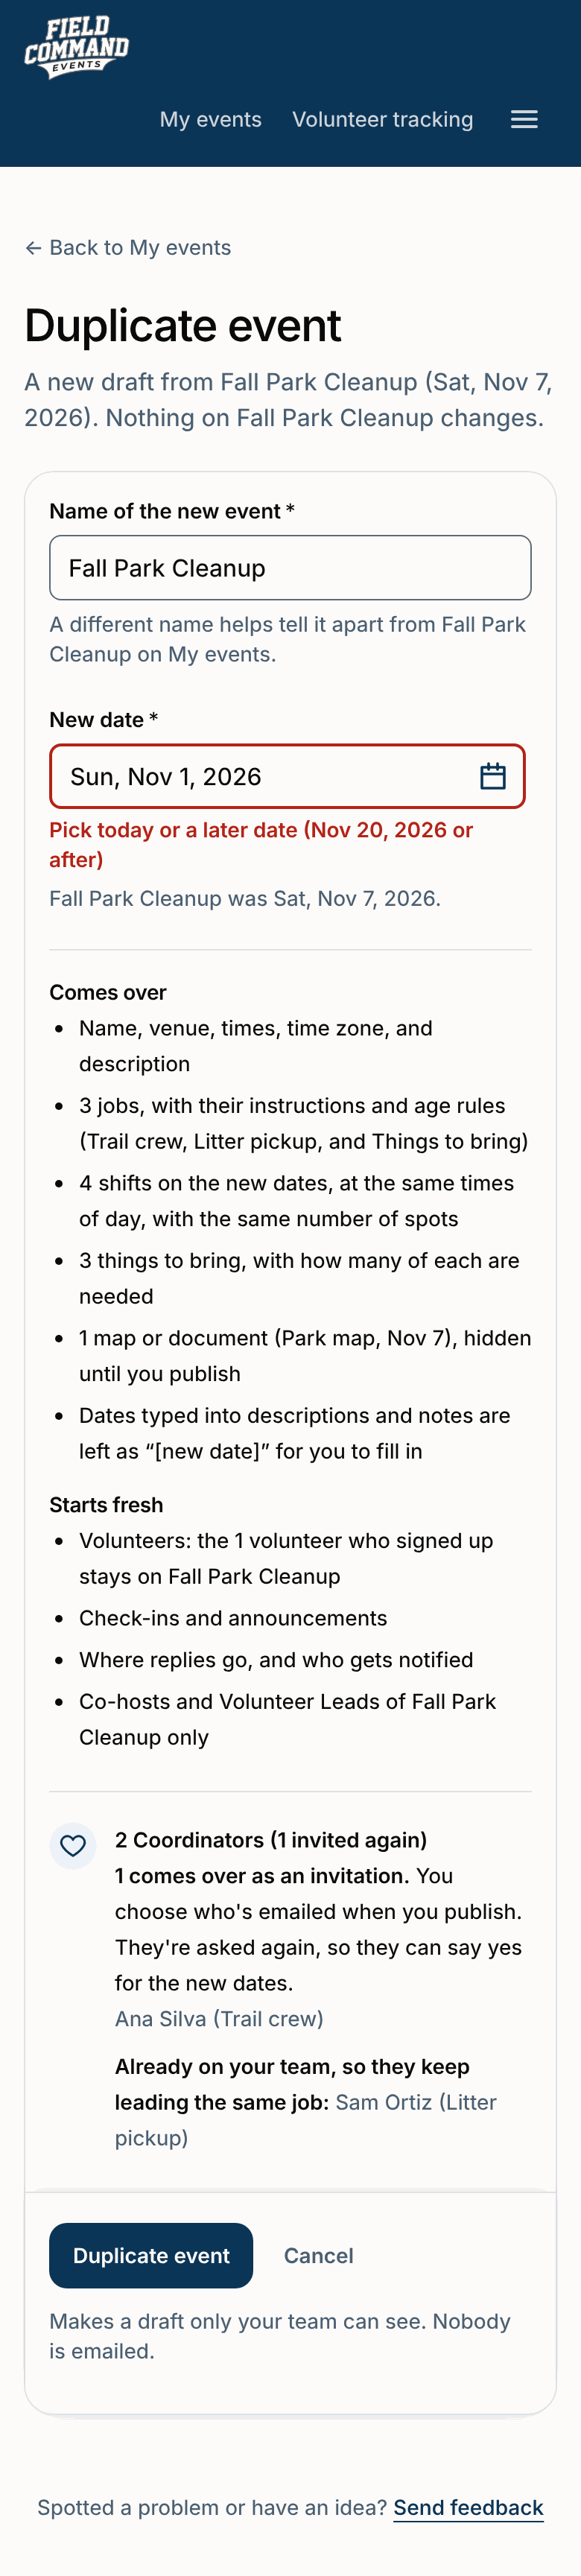 FIELD
COMMAND
EVENTS
My events
Volunteer tracking
← Back to My events
Duplicate event
A new draft from Fall Park Cleanup (Sat, Nov 7,
2026). Nothing on Fall Park Cleanup changes.
Name of the new event *
Fall Park Cleanup
A different name helps tell it apart from Fall Park
Cleanup on My events.
New date *
Sun, Nov 1, 2026
Pick today or a later date (Nov 20, 2026 or
after)
Fall Park Cleanup was Sat, Nov 7, 2026.
Comes over
• Name, venue, times, time zone, and
description
• 3 jobs, with their instructions and age rules
(Trail crew, Litter pickup, and Things to bring)
• 4 shifts on the new dates, at the same times
of day, with the same number of spots
• 3 things to bring, with how many of each are
needed
• 1 map or document (Park map, Nov 7), hidden
until you publish
• Dates typed into descriptions and notes are
left as “[new date]” for you to fill in
Starts fresh
• Volunteers: the 1 volunteer who signed up
stays on Fall Park Cleanup
• Check-ins and announcements
• Where replies go, and who gets notified
• Co-hosts and Volunteer Leads of Fall Park
Cleanup only
2 Coordinators (1 invited again)
1 comes over as an invitation. You
choose who's emailed when you publish.
They're asked again, so they can say yes
for the new dates.
Ana Silva (Trail crew)
Already on your team, so they keep
leading the same job: Sam Ortiz (Litter
pickup)
Duplicate event
Cancel
Makes a draft only your team can see. Nobody
is emailed.
Spotted a problem or have an idea? Send feedback